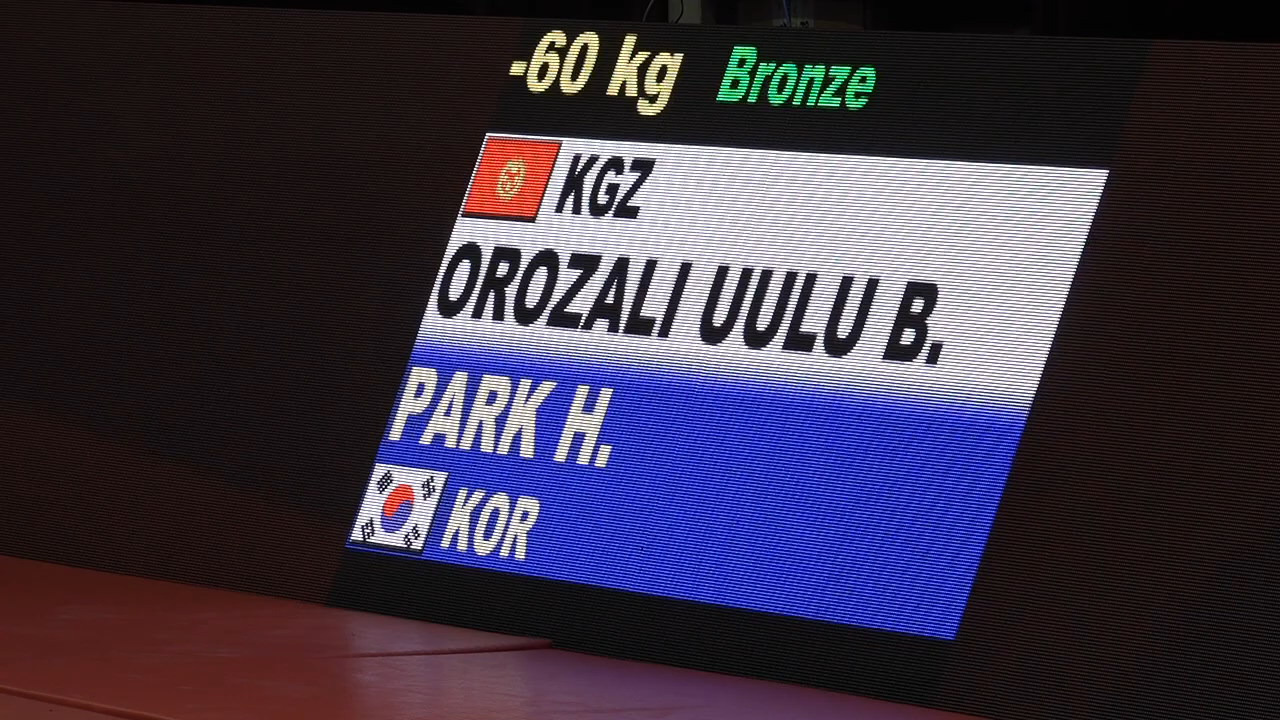 -60 kg Bronze
KGZ
OROZALI UULU B.
PARK H.
KOR